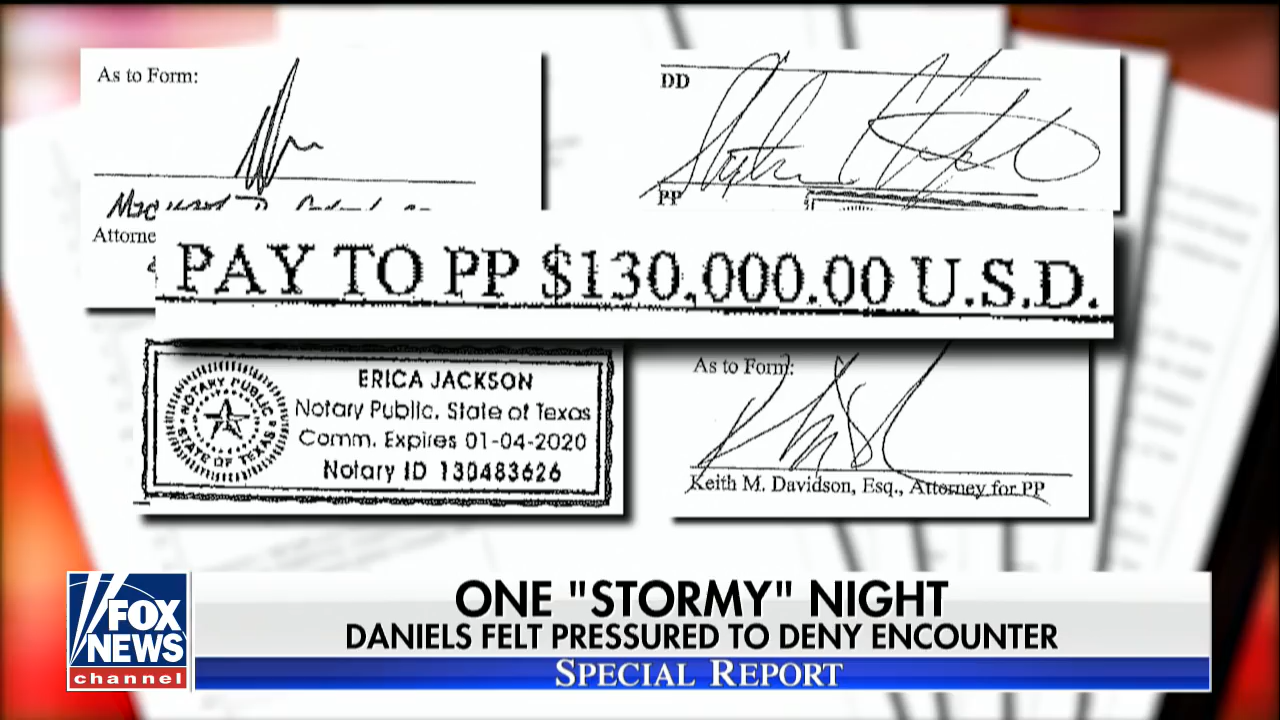 As to Form:
DD
PP
Attorne
PAY TO PP $130,000.00 U.S.D.
NOTARY PUBLIC
STATE OF TEXAS
ERICA JACKSON
Notary Public, State of Texas
Comm. Expires 01-04-2020
Notary ID 130483626
As to Form:
Keith M. Davidson, Esq., Attorney for PP
FOX
NEWS
channel
ONE "STORMY" NIGHT
DANIELS FELT PRESSURED TO DENY ENCOUNTER
SPECIAL REPORT